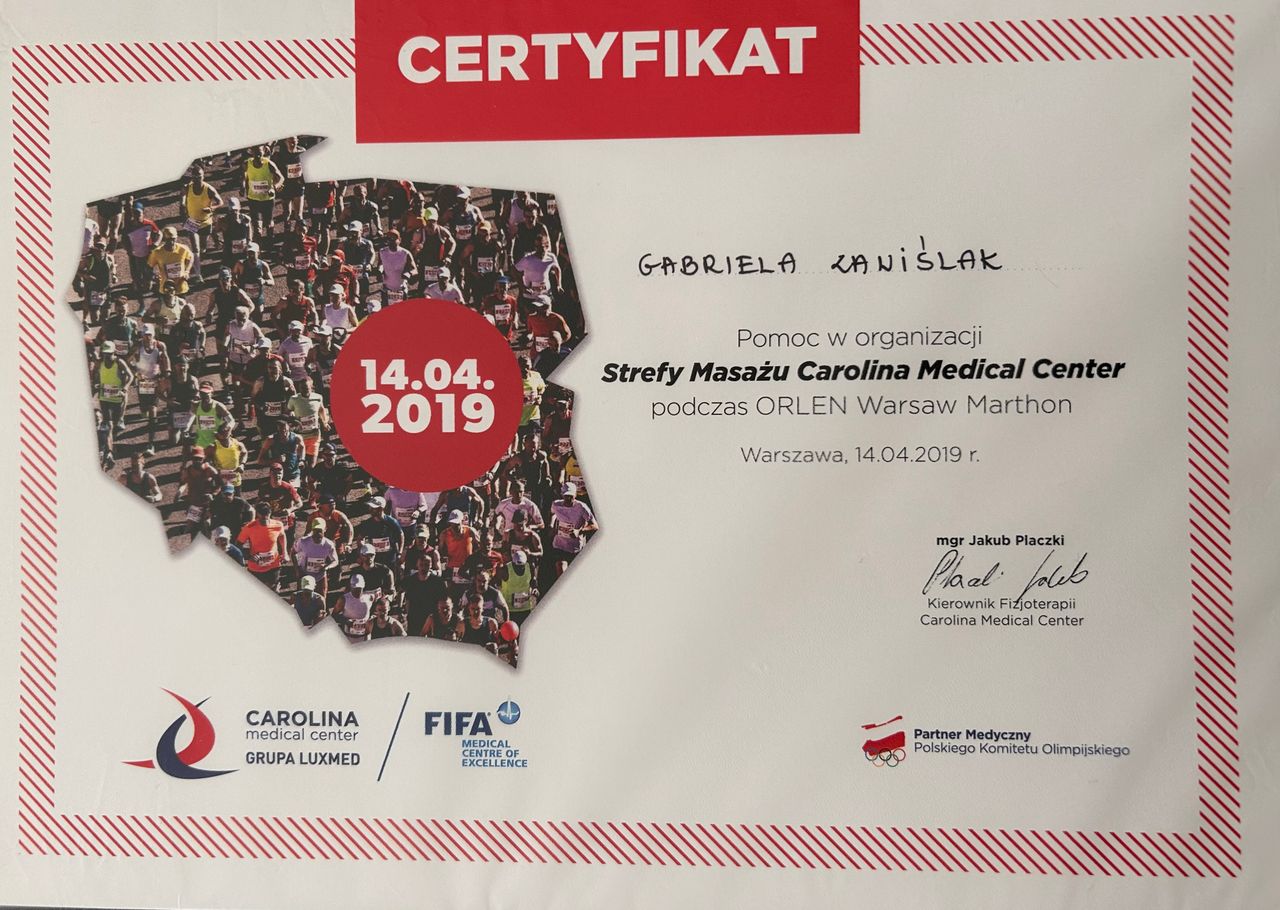 CERTYFIKAT
GABRIELA
14.04.
2019
Pomoc w organizacji
Strefy Masażu Carolina Medical Center
podczas ORLEN Warsaw Marthon
Warszawa, 14.04.2019 r.
mgr Jakub Placzki
Kierownik Fizjoterapii
Carolina Medical Center
CAROLINA
medical center
GRUPA LUXMED
FIFA
MEDICAL
CENTRE OF
EXCELLENCE
Partner Medyczny
Polskiego Komitetu Olimpijskiego